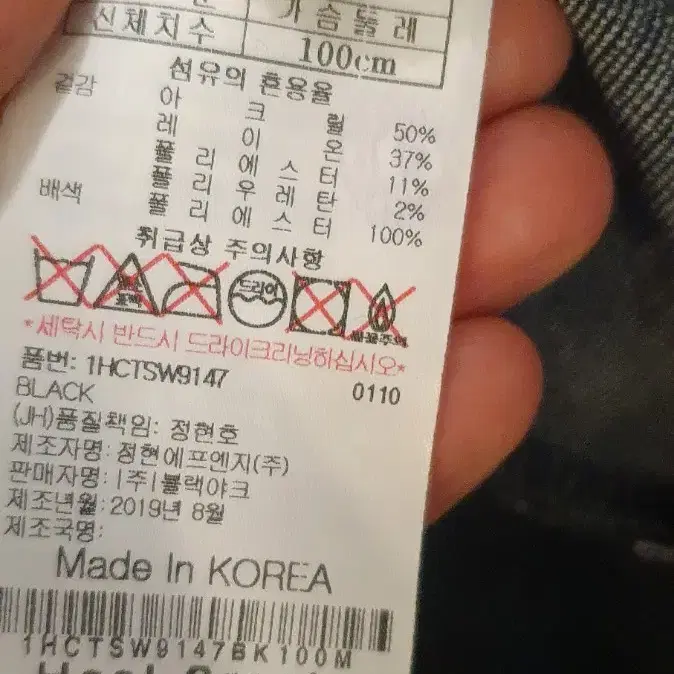 신체치수 가슴둘레
100cm
섬유의 혼용율
겉감 아크릴 50%
레이온 37%
폴리에스터 11%
폴리우레탄 2%
배색 폴리에스터 100%
취급상 주의사항
드라이
*세탁시 반드시 드라이크리닝하십시오*
품번: 1HCTSW9147 0110
BLACK
(JH)품질책임: 정현호
제조자명: 정현에프엔지(주)
판매자명: |주|블랙야크
제조년월: 2019년 8월
제조국명:
Made In KOREA
1HCTSW9147BK100M